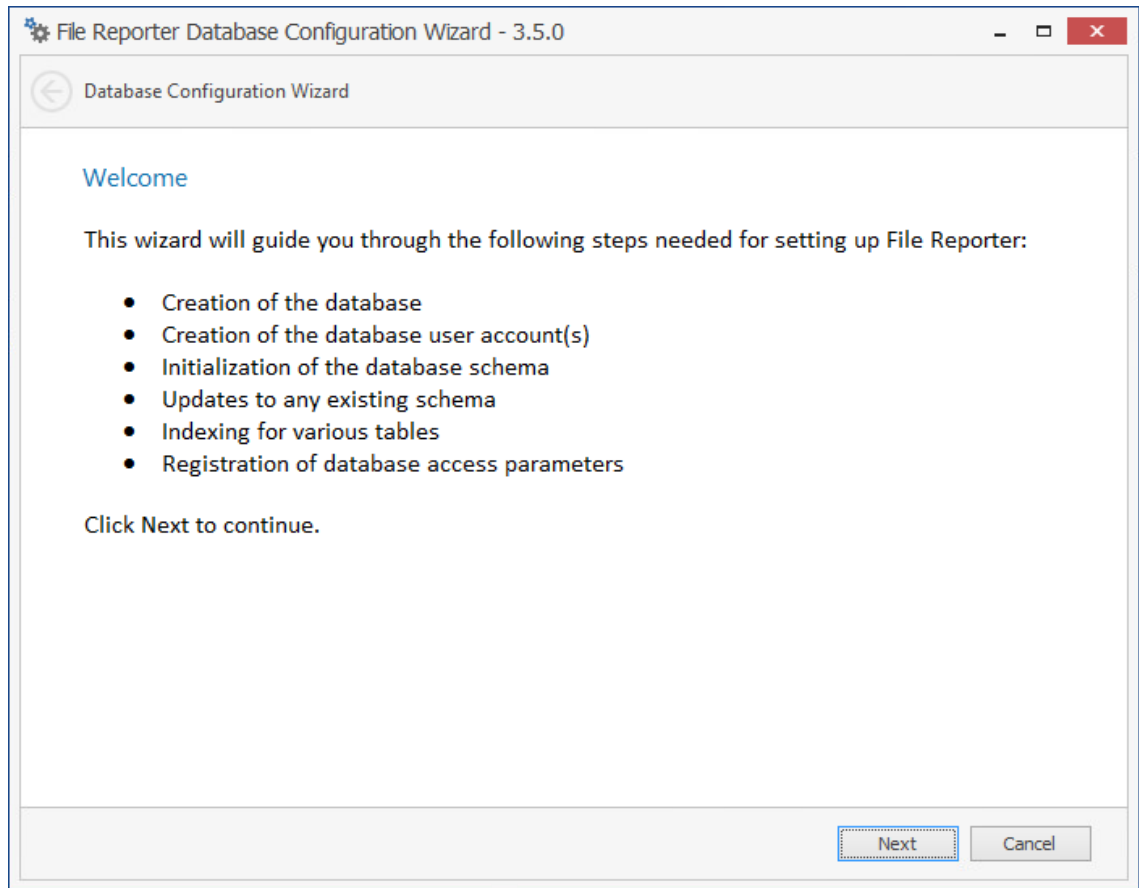 File Reporter Database Configuration Wizard - 3.5.0
Database Configuration Wizard
Welcome
This wizard will guide you through the following steps needed for setting up File Reporter:
• Creation of the database
• Creation of the database user account(s)
• Initialization of the database schema
• Updates to any existing schema
• Indexing for various tables
• Registration of database access parameters
Click Next to continue.
Next Cancel